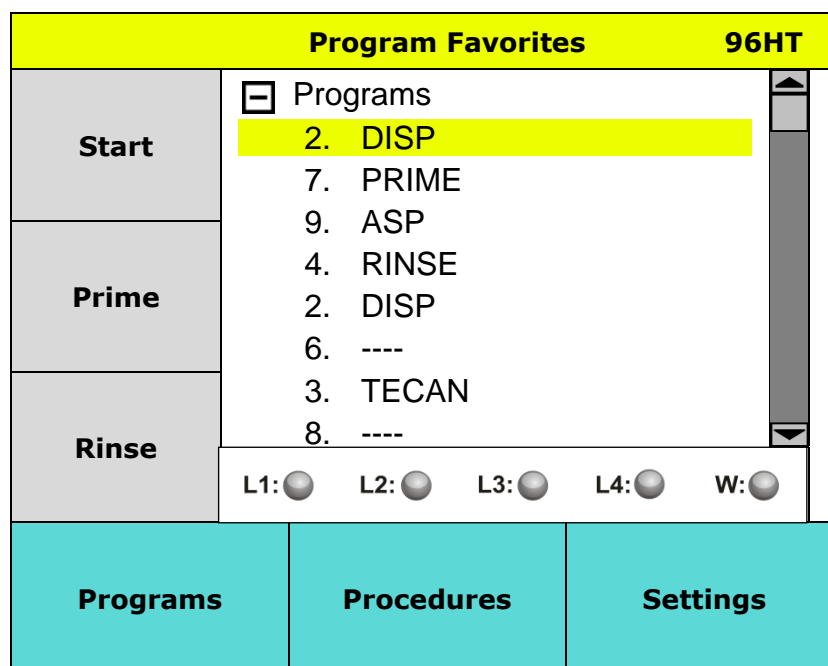 Program Favorites 96HT
Programs
2. DISP
7. PRIME
9. ASP
4. RINSE
2. DISP
6. ----
3. TECAN
8. ----
Start
Prime
Rinse
L1: L2: L3: L4: W:
Programs Procedures Settings